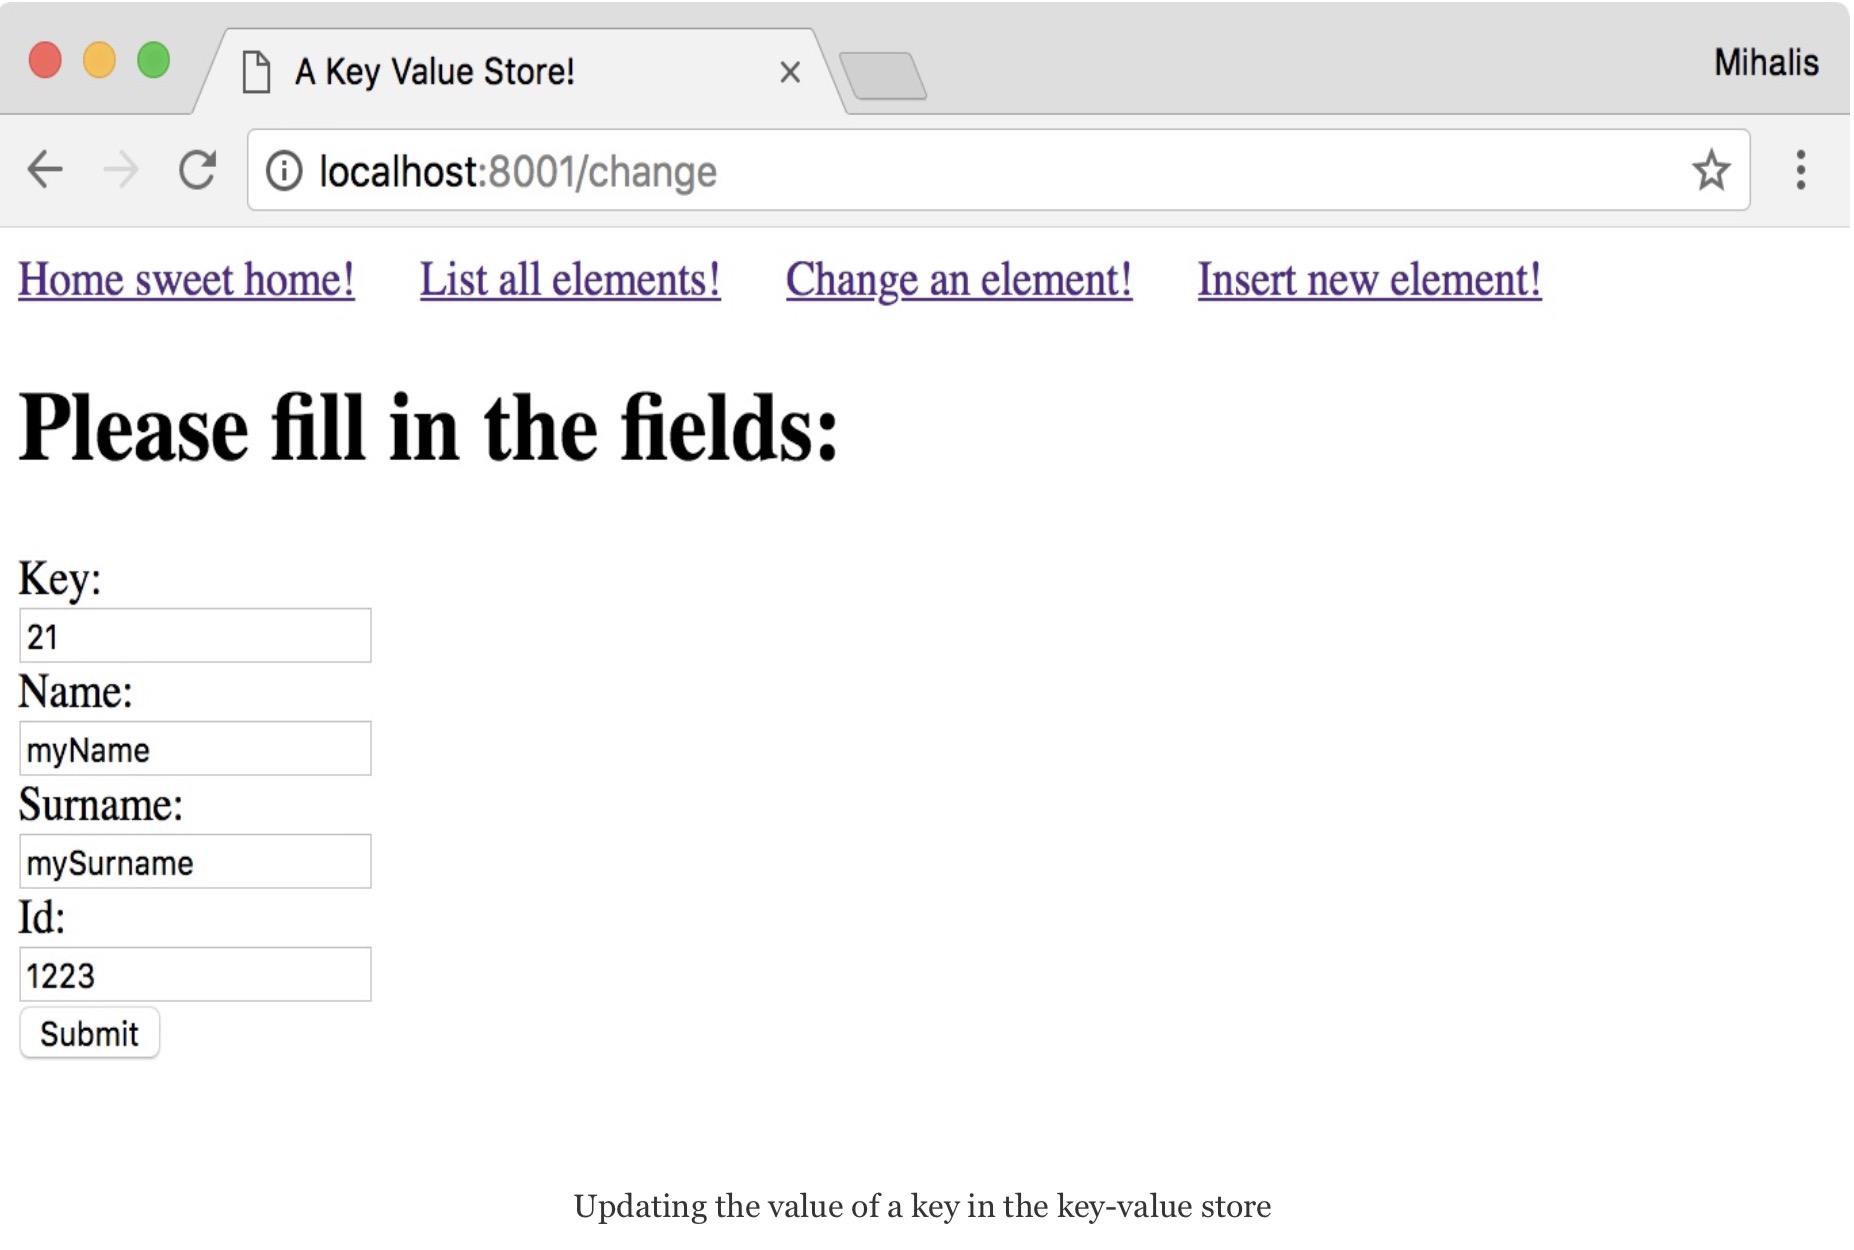 A Key Value Store!
Mihalis
localhost:8001/change
Home sweet home! List all elements! Change an element! Insert new element!
Please fill in the fields:
Key:
21
Name:
myName
Surname:
mySurname
Id:
1223
Submit
Updating the value of a key in the key-value store